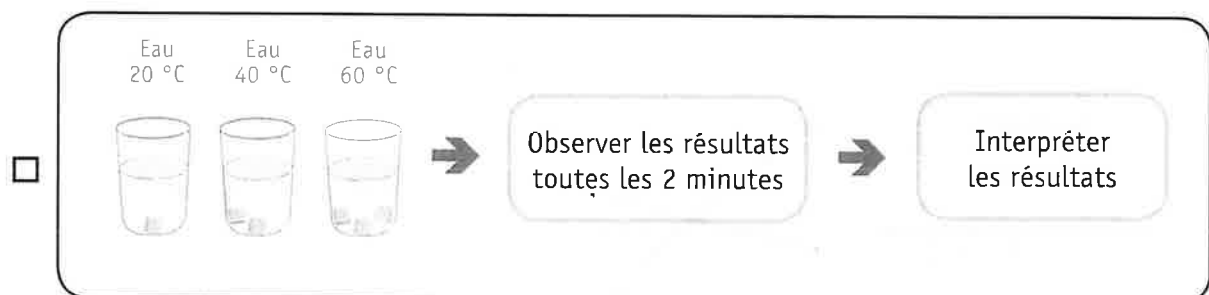 Eau
20 °C
Eau
40 °C
Eau
60 °C
Observer les résultats
toutes les 2 minutes
Interpréter
les résultats